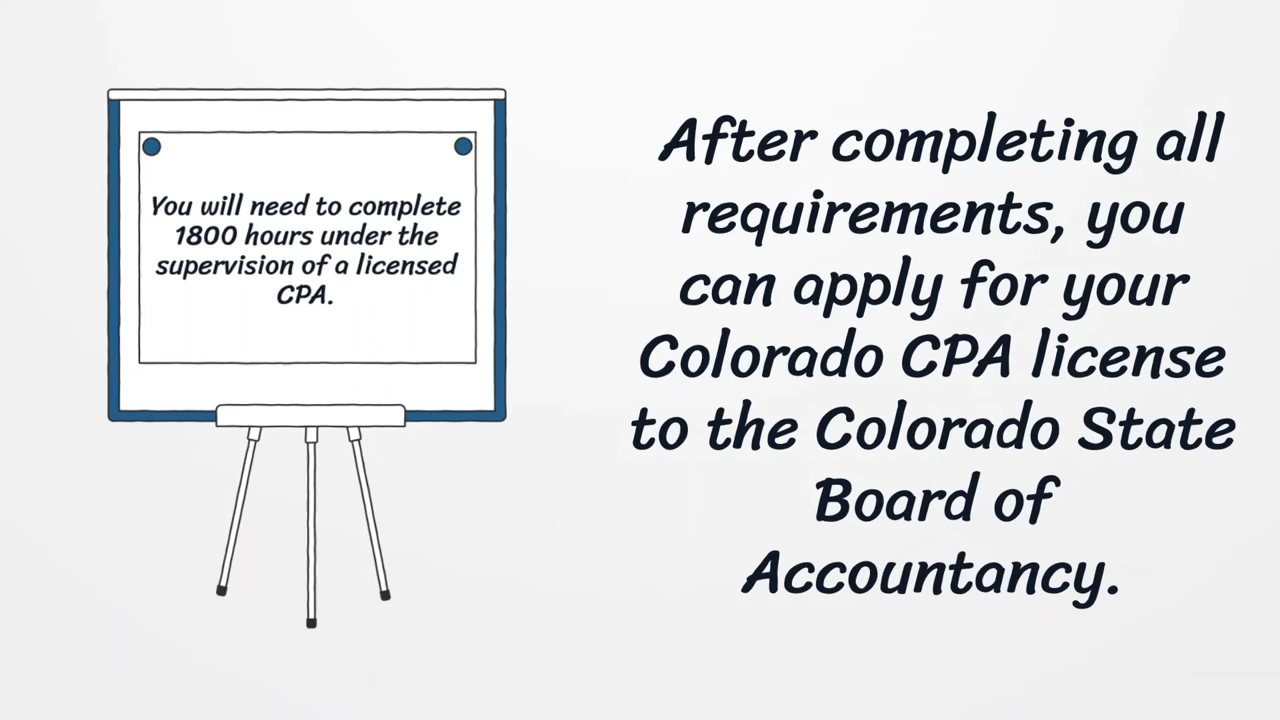 You will need to complete
1800 hours under the
supervision of a licensed
CPA.
After completing all
requirements, you
can apply for your
Colorado CPA license
to the Colorado State
Board of
Accountancy.